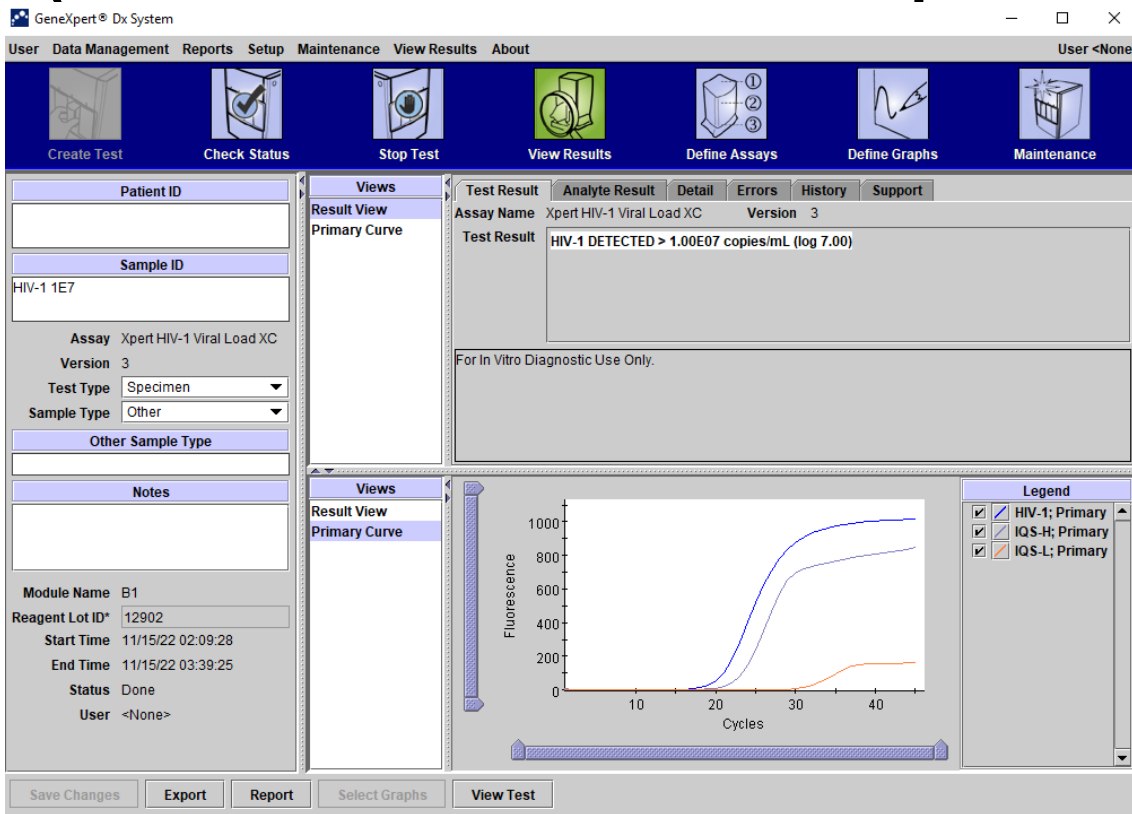 GeneXpert® Dx System
User Data Management Reports Setup Maintenance View Results About User <None
Create Test Check Status Stop Test View Results Define Assays Define Graphs Maintenance
① ② ③
Patient ID
Sample ID
HIV-1 1E7
Assay Xpert HIV-1 Viral Load XC
Version 3
Test Type Specimen
Sample Type Other
Other Sample Type
Notes
Module Name B1
Reagent Lot ID* 12902
Start Time 11/15/22 02:09:28
End Time 11/15/22 03:39:25
Status Done
User <None>
Views
Result View
Primary Curve
Test Result Analyte Result Detail Errors History Support
Assay Name Xpert HIV-1 Viral Load XC Version 3
Test Result HIV-1 DETECTED > 1.00E07 copies/mL (log 7.00)
For In Vitro Diagnostic Use Only.
Views
Result View
Primary Curve
Fluorescence
1000
800
600
400
200
0
10 20 30 40
Cycles
Legend
HIV-1; Primary
IQS-H; Primary
IQS-L; Primary
Save Changes Export Report Select Graphs View Test